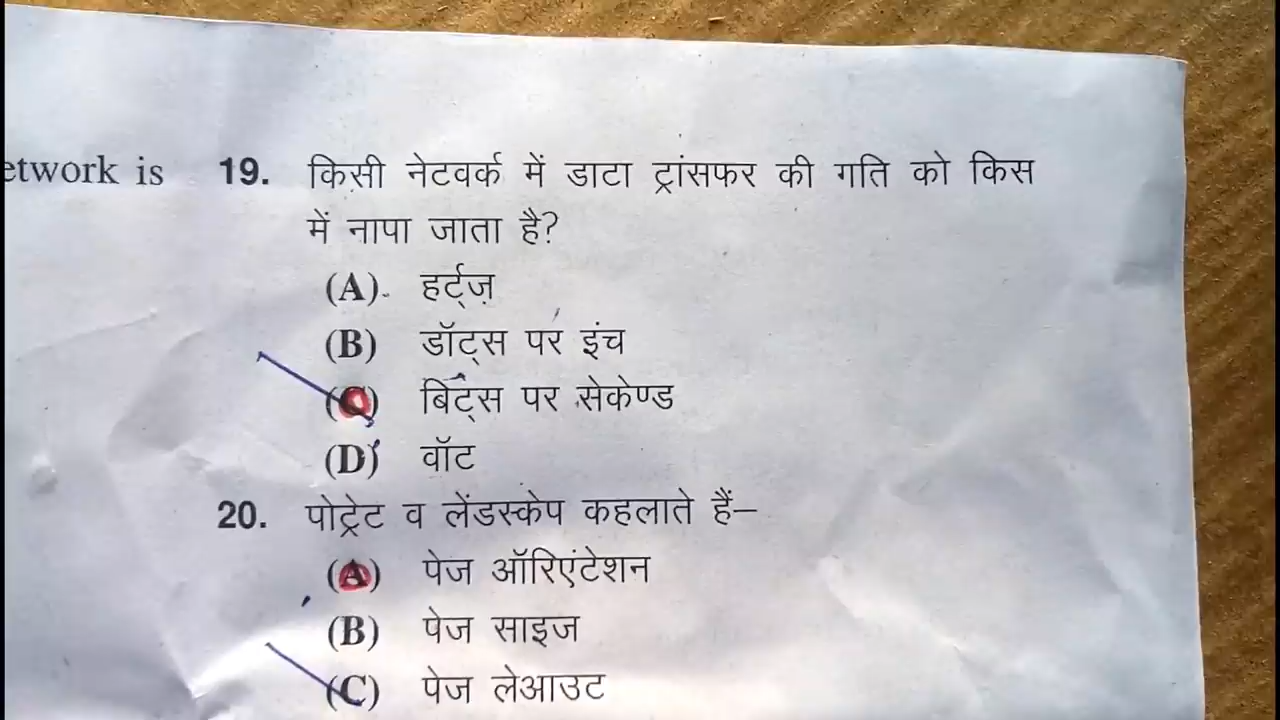 etwork is
19. किसी नेटवर्क में डाटा ट्रांसफर की गति को किस
में नापा जाता है?
(A) हर्ट्ज़
(B) डॉट्स पर इंच
(C) बिट्स पर सेकेण्ड
(D) वॉट
20. पोट्रेट व लेंडस्केप कहलाते हैं–
(A) पेज ऑरिएंटेशन
(B) पेज साइज
(C) पेज लेआउट